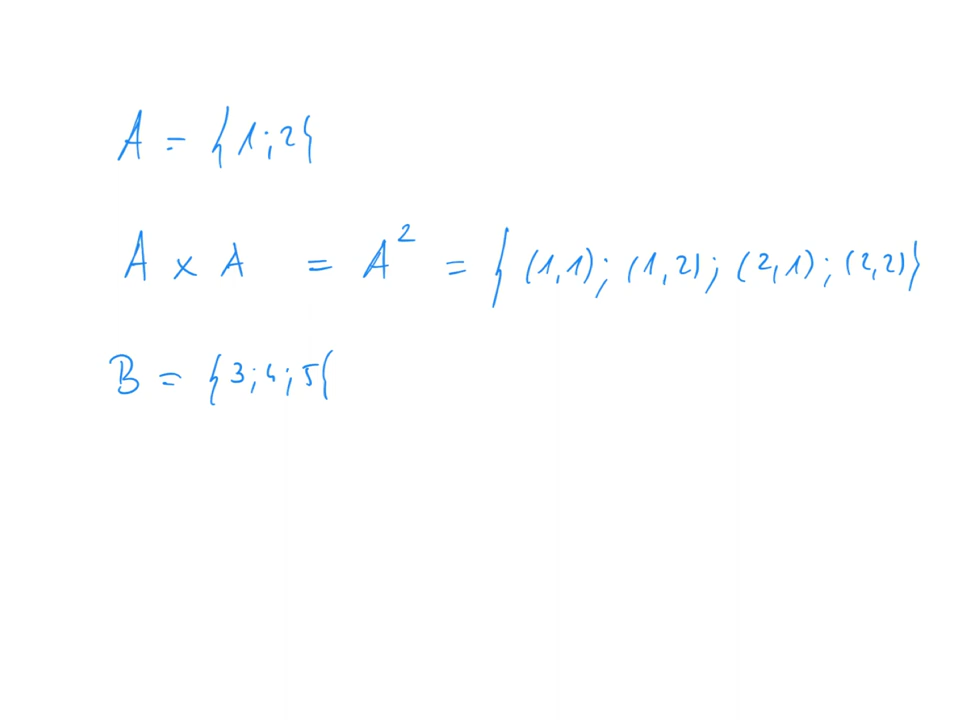 A = {1;2}
A × A = A² = { (1,1); (1,2); (2,1); (2,2)}
B = {3;4;5}